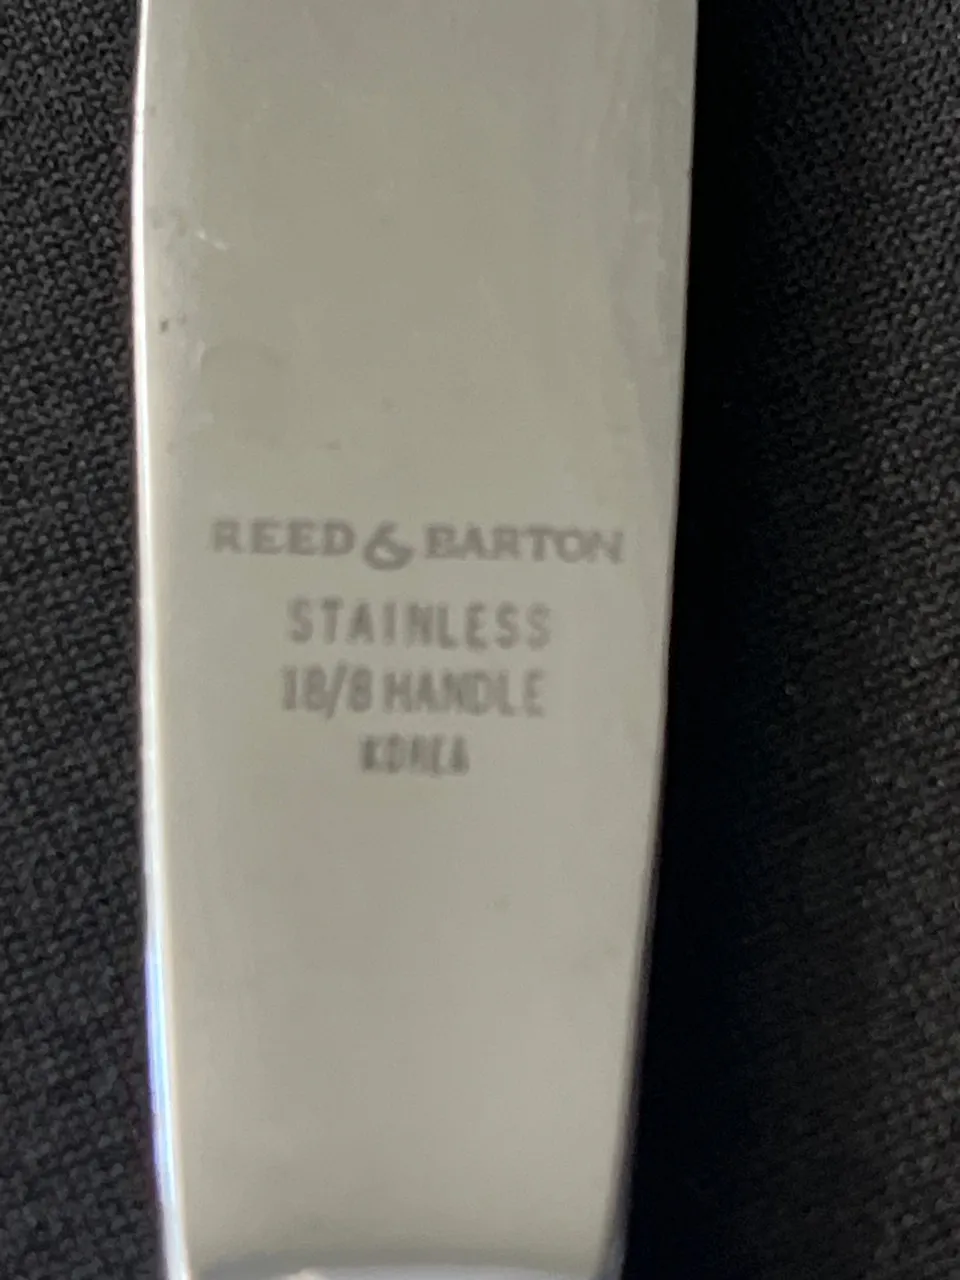 REED & BARTON
STAINLESS
18/8 HANDLE
KOREA